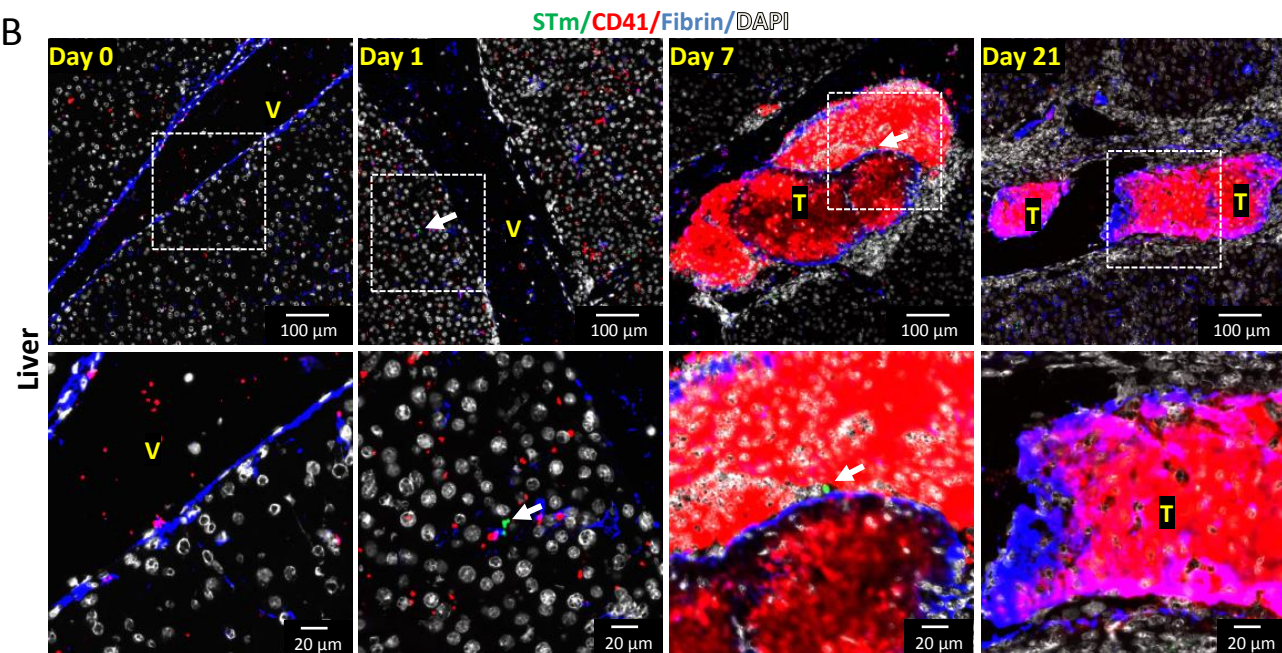 B
STm/CD41/Fibrin/DAPI
Day 0
Day 1
Day 7
Day 21
V
V
T
T
T
100 µm
100 µm
100 µm
100 µm
Liver
V
T
20 µm
20 µm
20 µm
20 µm